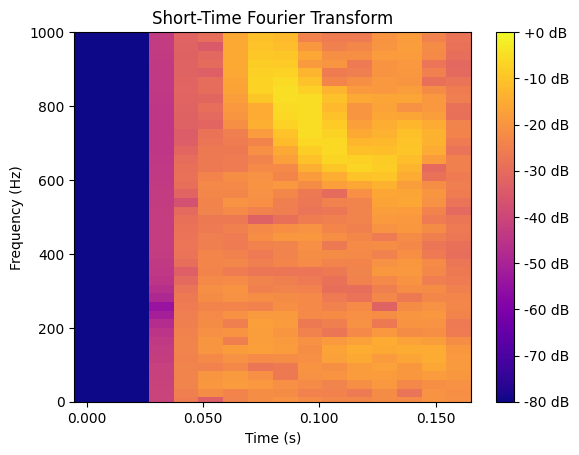 Short-Time Fourier Transform
1000
800
600
400
200
0
Frequency (Hz)
0.000
0.050
0.100
0.150
Time (s)
+0 dB
-10 dB
-20 dB
-30 dB
-40 dB
-50 dB
-60 dB
-70 dB
-80 dB